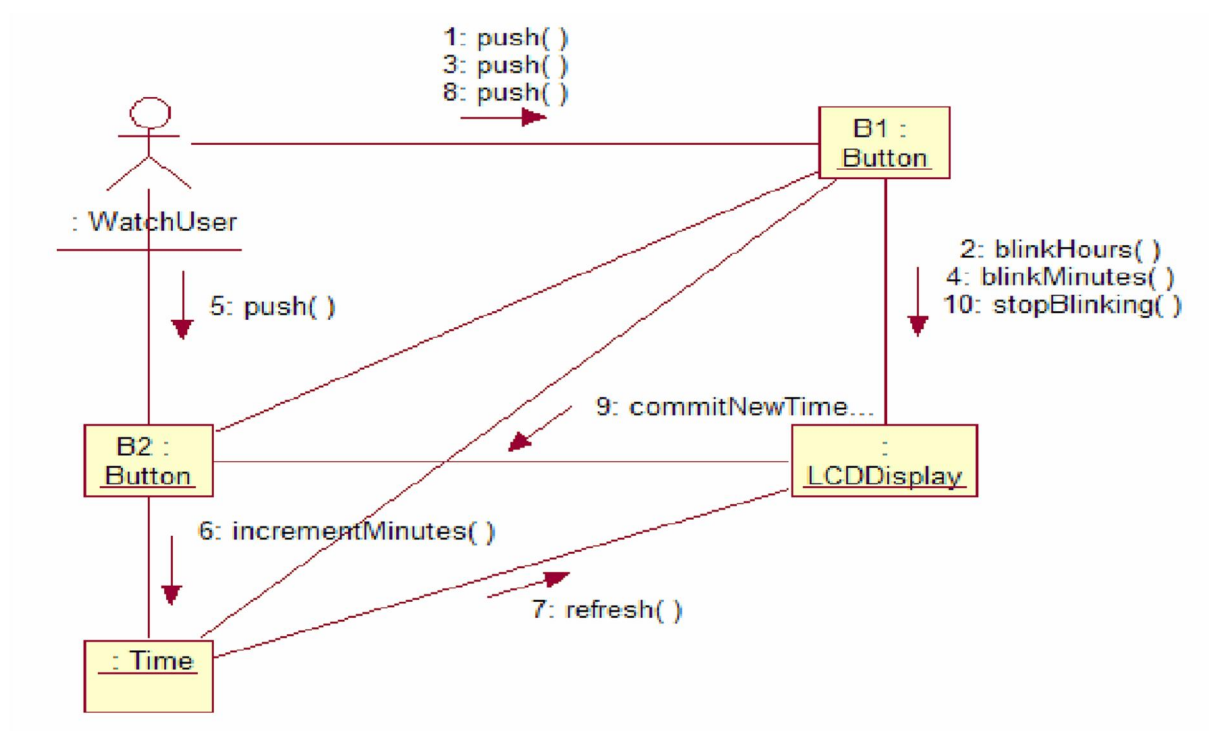 1: push( )
3: push( )
8: push( )
B1 :
Button
: WatchUser
2: blinkHours( )
4: blinkMinutes( )
10: stopBlinking( )
5: push( )
9: commitNewTime...
B2 :
Button
:
LCDDisplay
6: incrementMinutes( )
7: refresh( )
: Time